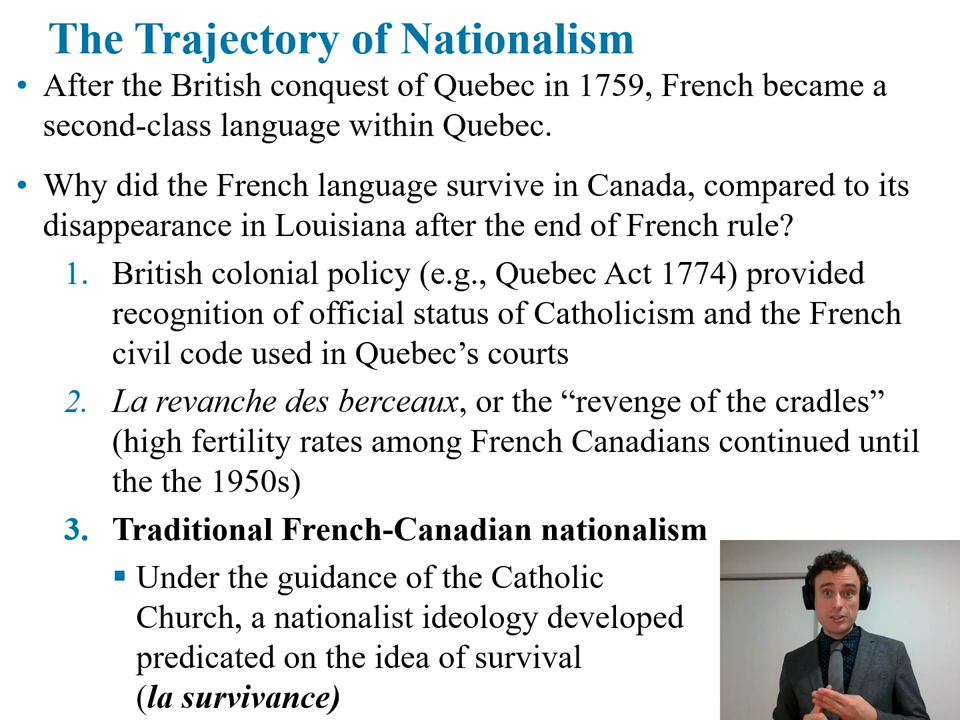 The Trajectory of Nationalism
• After the British conquest of Quebec in 1759, French became a
second-class language within Quebec.
• Why did the French language survive in Canada, compared to its
disappearance in Louisiana after the end of French rule?
1. British colonial policy (e.g., Quebec Act 1774) provided
recognition of official status of Catholicism and the French
civil code used in Quebec’s courts
2. La revanche des berceaux, or the “revenge of the cradles”
(high fertility rates among French Canadians continued until
the the 1950s)
3. Traditional French-Canadian nationalism
▪ Under the guidance of the Catholic
Church, a nationalist ideology developed
predicated on the idea of survival
(la survivance)